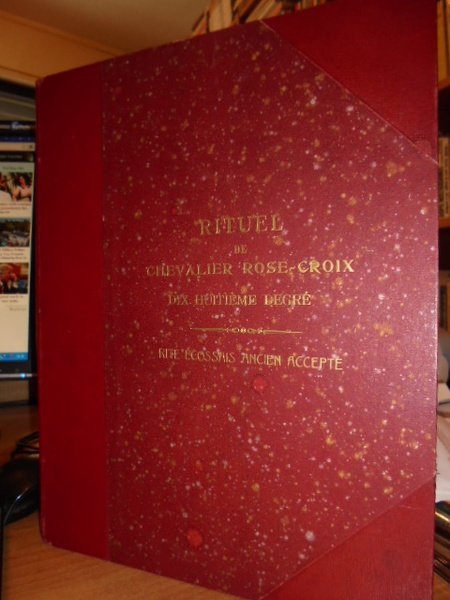 RITUEL
DE
CHEVALIER ROSE-CROIX
DIX-HUITIÈME DEGRÉ
RITE ÉCOSSAIS ANCIEN ACCEPTÉ